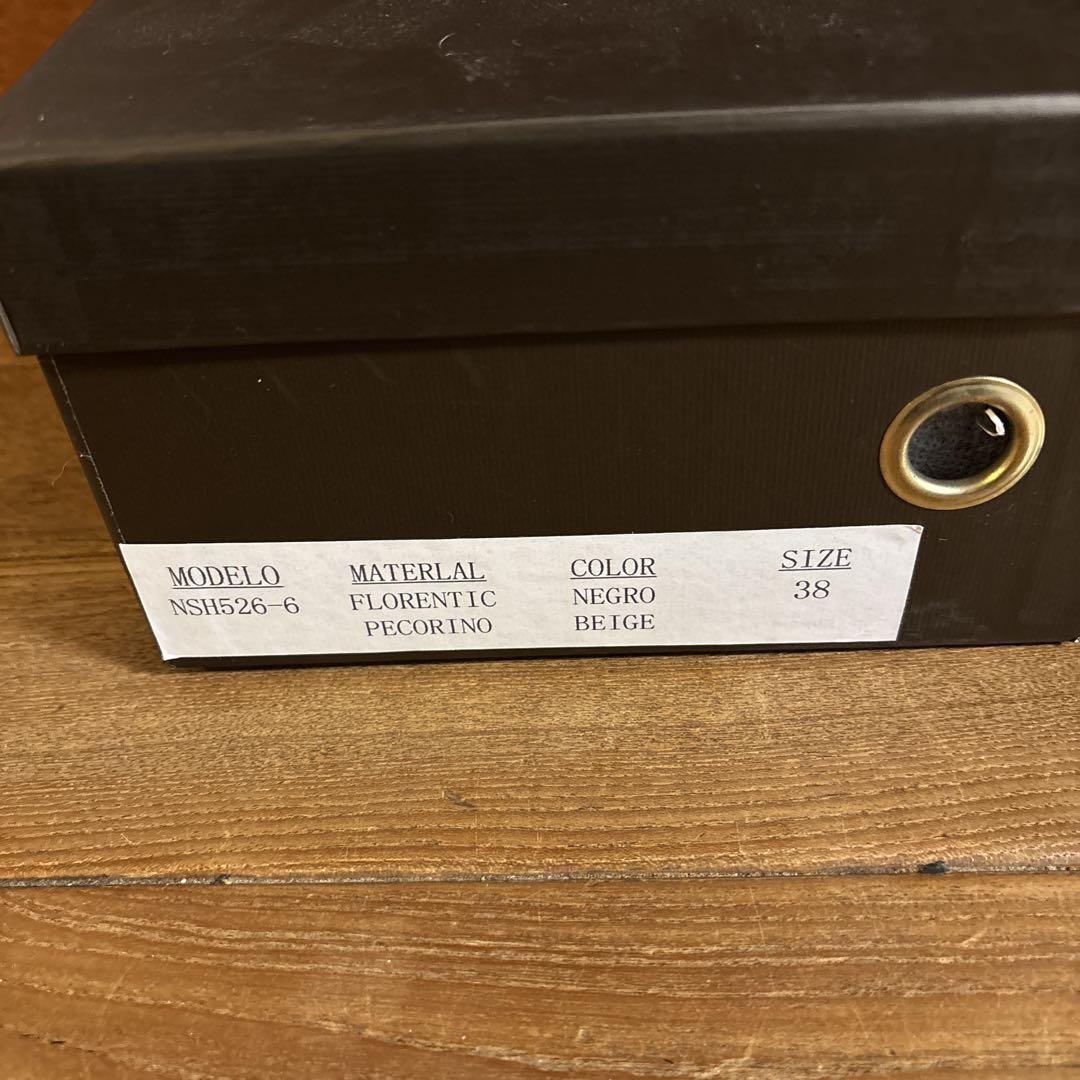 MODELO MATERLAL COLOR SIZE
NSH526-6 FLORENTIC NEGRO 38
PECORINO BEIGE